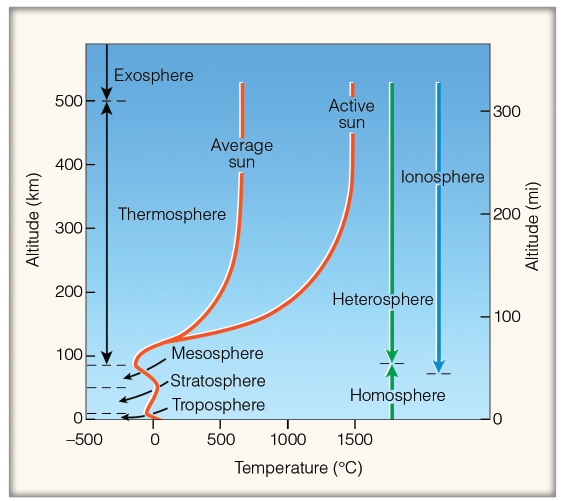 Exosphere
500
300
Active
sun
Average
sun
400
Ionosphere
Altitude (km)
Altitude (mi)
Thermosphere
200
300
200
Heterosphere
100
100
Mesosphere
Stratosphere
Homosphere
Troposphere
0
0
–500
0
500
1000
1500
Temperature (°C)